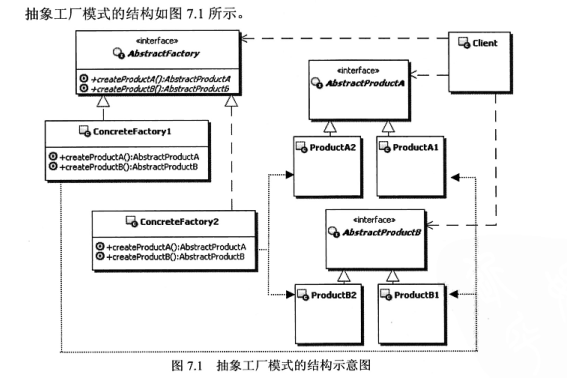 抽象工厂模式的结构如图 7.1 所示。
«interface»
AbstractFactory
+createProductA():AbstractProductA
+createProductB():AbstractProductB
Client
«interface»
AbstractProductA
ConcreteFactory1
+createProductA():AbstractProductA
+createProductB():AbstractProductB
ProductA2
ProductA1
ConcreteFactory2
+createProductA():AbstractProductA
+createProductB():AbstractProductB
«interface»
AbstractProductB
ProductB2
ProductB1
图 7.1 抽象工厂模式的结构示意图